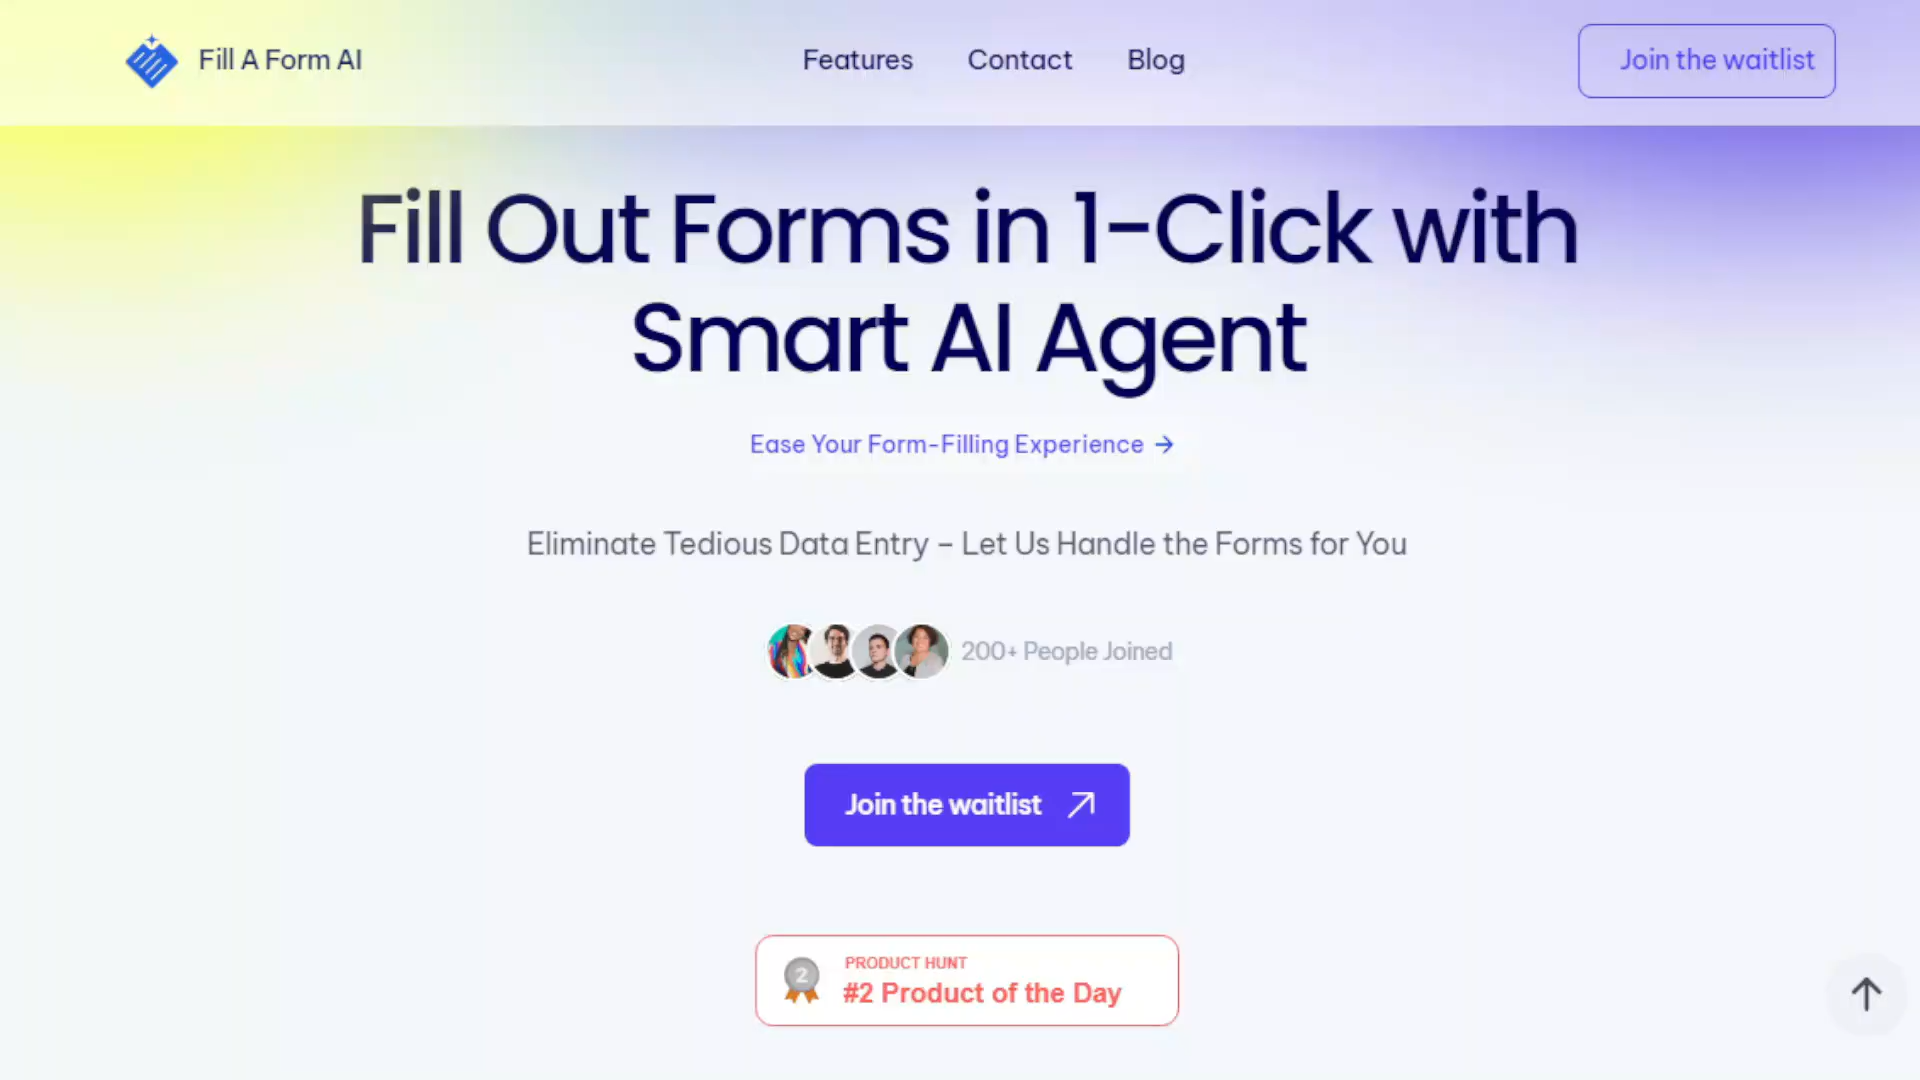 Fill A Form AI
Features
Contact
Blog
Join the waitlist
Fill Out Forms in 1-Click with
Smart AI Agent
Ease Your Form-Filling Experience →
Eliminate Tedious Data Entry – Let Us Handle the Forms for You
200+ People Joined
Join the waitlist
2
PRODUCT HUNT
#2 Product of the Day